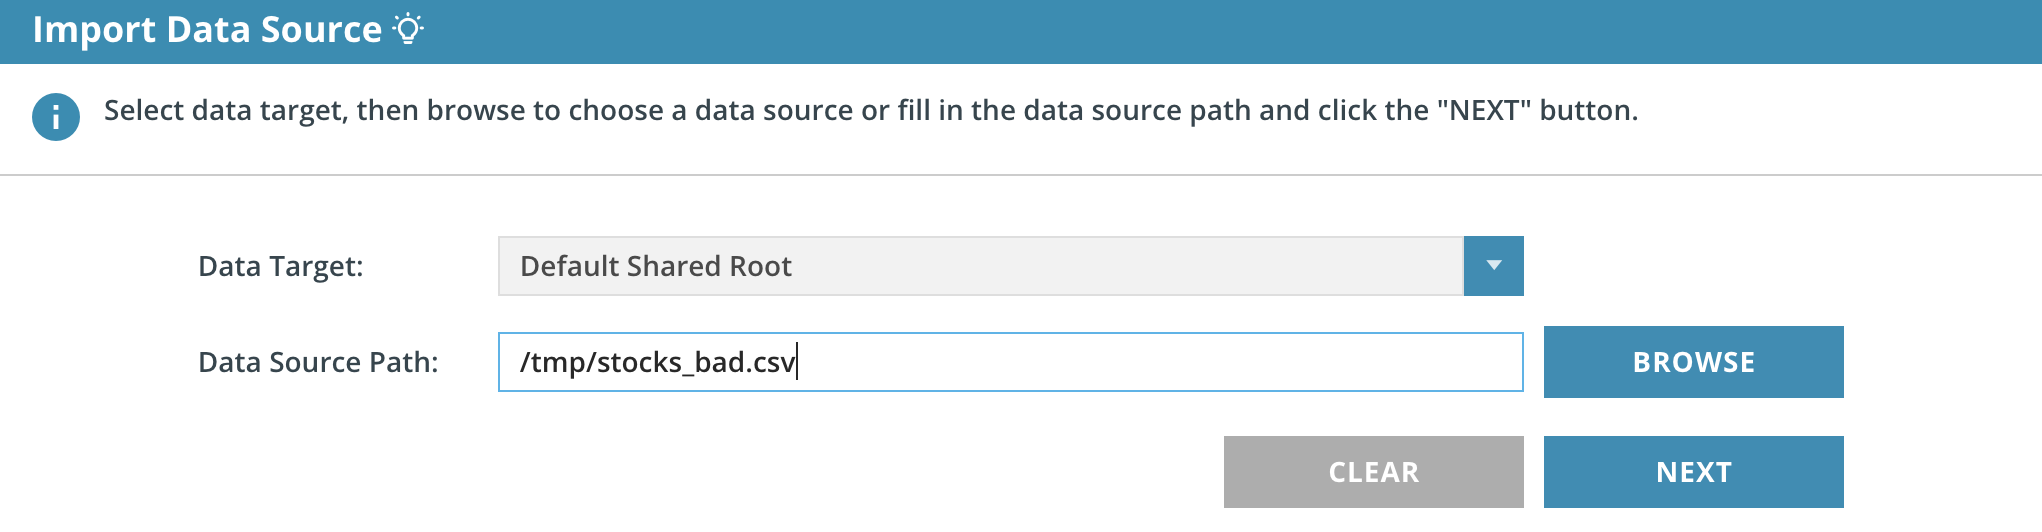 Import Data Source
i
Select data target, then browse to choose a data source or fill in the data source path and click the "NEXT" button.
Data Target: Default Shared Root
Data Source Path: /tmp/stocks_bad.csv BROWSE
CLEAR NEXT